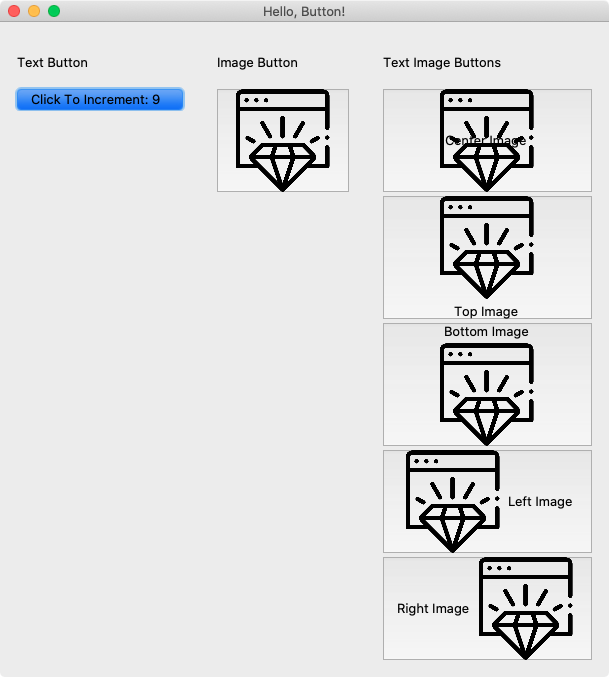 Hello, Button!
Text Button
Image Button
Text Image Buttons
Click To Increment: 9
Center Image
Top Image
Bottom Image
Left Image
Right Image